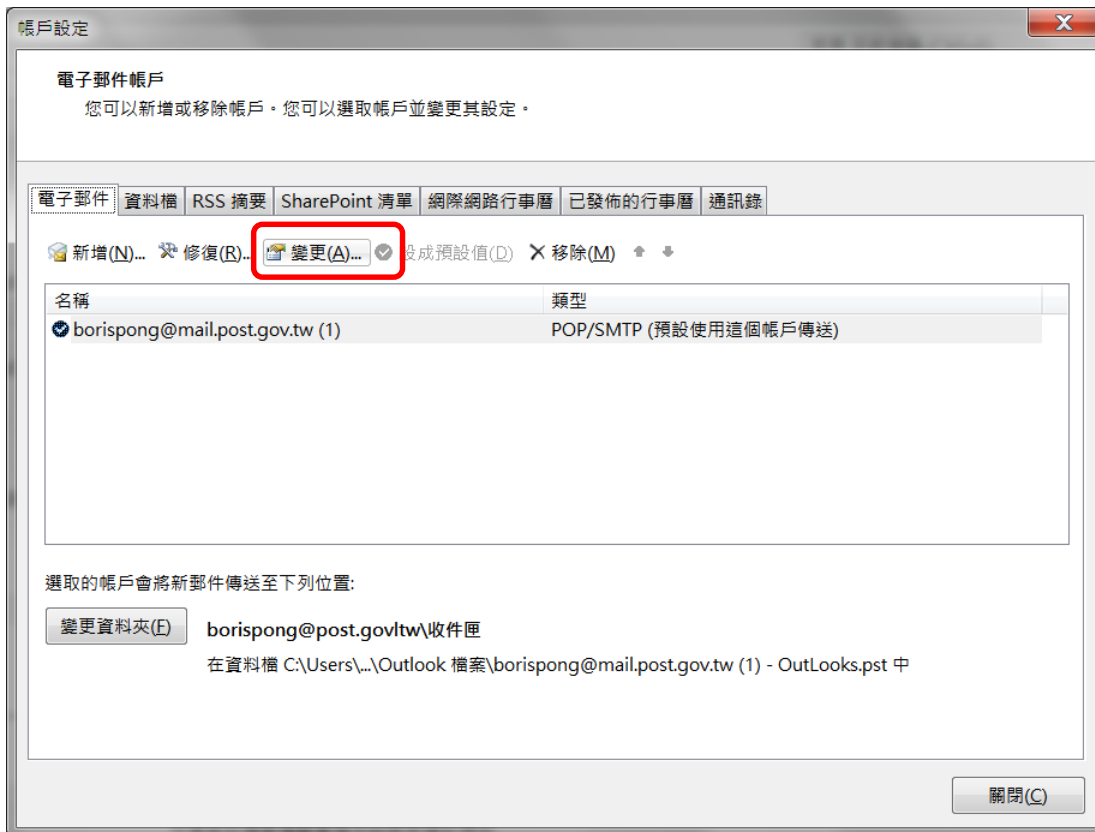 帳戶設定
電子郵件帳戶
您可以新增或移除帳戶。您可以選取帳戶並變更其設定。
電子郵件 資料檔 RSS 摘要 SharePoint 清單 網際網路行事曆 已發佈的行事曆 通訊錄
新增(N)... 修復(R)... 變更(A)... 設成預設值(D) 移除(M)
名稱 類型
borispong@mail.post.gov.tw (1) POP/SMTP (預設使用這個帳戶傳送)
選取的帳戶會將新郵件傳送至下列位置:
變更資料夾(F) borispong@post.govltw\收件匣
在資料檔 C:\Users\...\Outlook 檔案\borispong@mail.post.gov.tw (1) - OutLooks.pst 中
關閉(C)